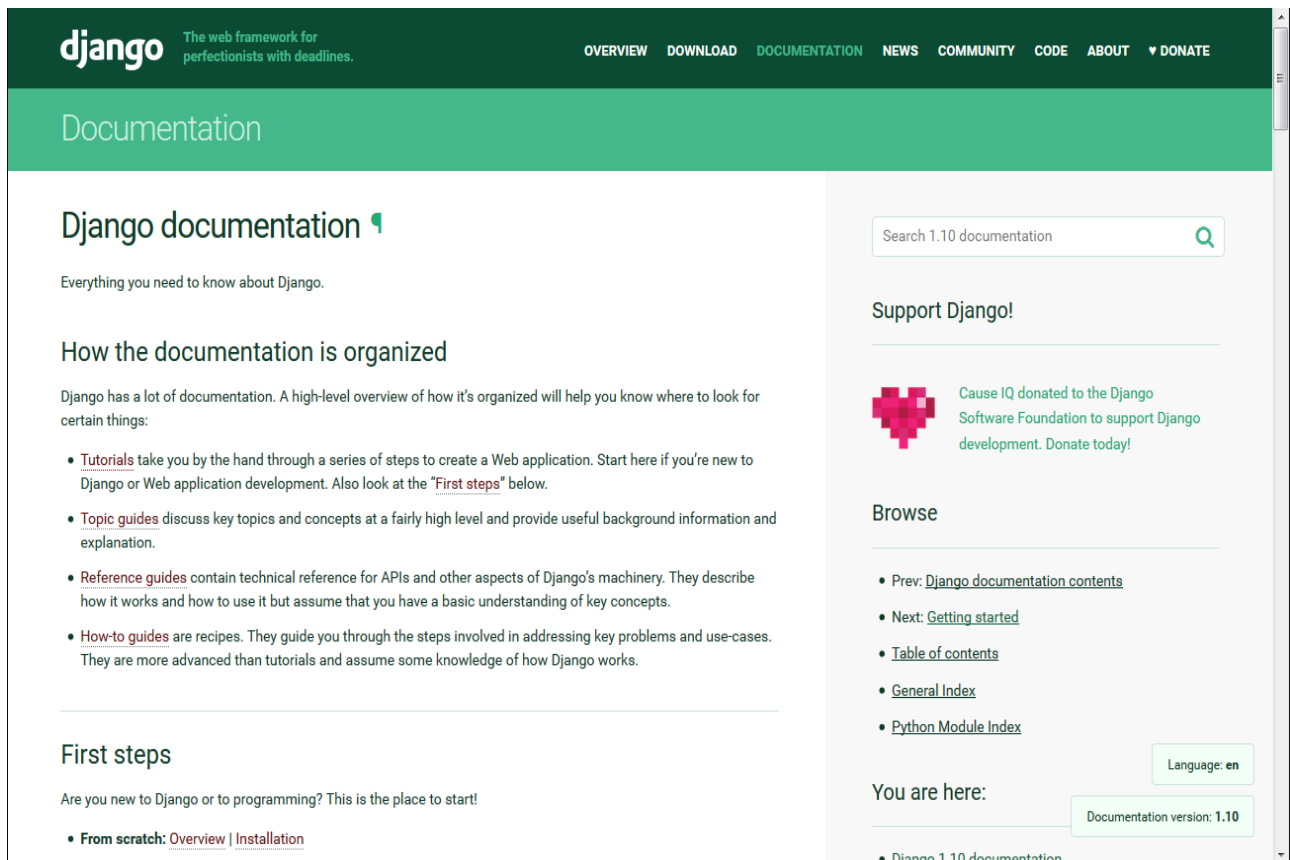 django
The web framework for
perfectionists with deadlines.
OVERVIEW DOWNLOAD DOCUMENTATION NEWS COMMUNITY CODE ABOUT ♥ DONATE
Documentation
Django documentation ¶
Everything you need to know about Django.
How the documentation is organized
Django has a lot of documentation. A high-level overview of how it’s organized will help you know where to look for
certain things:
• Tutorials take you by the hand through a series of steps to create a Web application. Start here if you’re new to
Django or Web application development. Also look at the “First steps” below.
• Topic guides discuss key topics and concepts at a fairly high level and provide useful background information and
explanation.
• Reference guides contain technical reference for APIs and other aspects of Django’s machinery. They describe
how it works and how to use it but assume that you have a basic understanding of key concepts.
• How-to guides are recipes. They guide you through the steps involved in addressing key problems and use-cases.
They are more advanced than tutorials and assume some knowledge of how Django works.
First steps
Are you new to Django or to programming? This is the place to start!
• From scratch: Overview | Installation
Search 1.10 documentation
Support Django!
Cause IQ donated to the Django
Software Foundation to support Django
development. Donate today!
Browse
• Prev: Django documentation contents
• Next: Getting started
• Table of contents
• General Index
• Python Module Index
Language: en
You are here:
Documentation version: 1.10
• Django 1.10 documentation